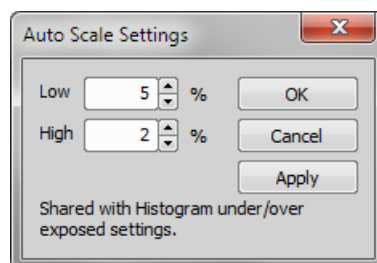 Auto Scale Settings
Low 5 % OK
High 2 % Cancel
Apply
Shared with Histogram under/over
exposed settings.